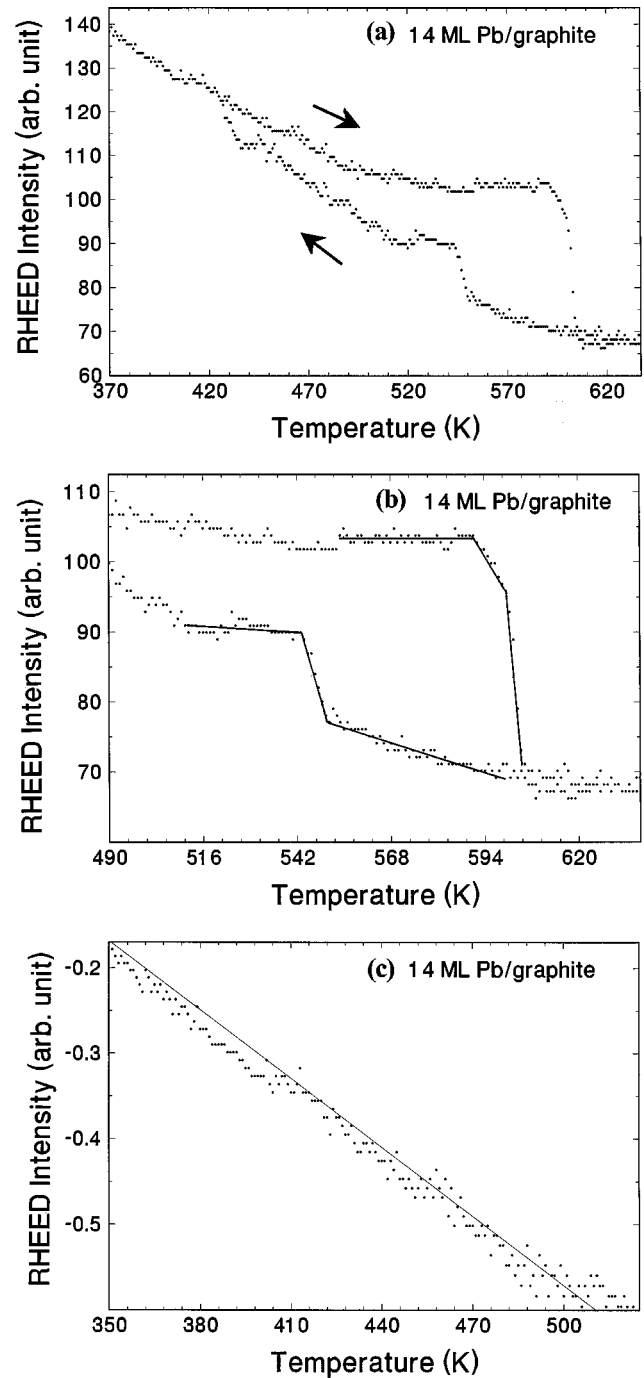 (a) 14 ML Pb/graphite
RHEED Intensity (arb. unit)
140
130
120
110
100
90
80
70
60
370 420 470 520 570 620
Temperature (K)
(b) 14 ML Pb/graphite
RHEED Intensity (arb. unit)
110
100
90
80
70
490 516 542 568 594 620
Temperature (K)
(c) 14 ML Pb/graphite
RHEED Intensity (arb. unit)
-0.2
-0.3
-0.4
-0.5
350 380 410 440 470 500
Temperature (K)